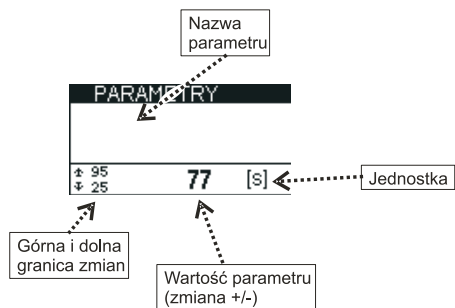 Nazwa
parametru
PARAMETRY
95
25
77
[s]
Jednostka
Górna i dolna
granica zmian
Wartość parametru
(zmiana +/-)